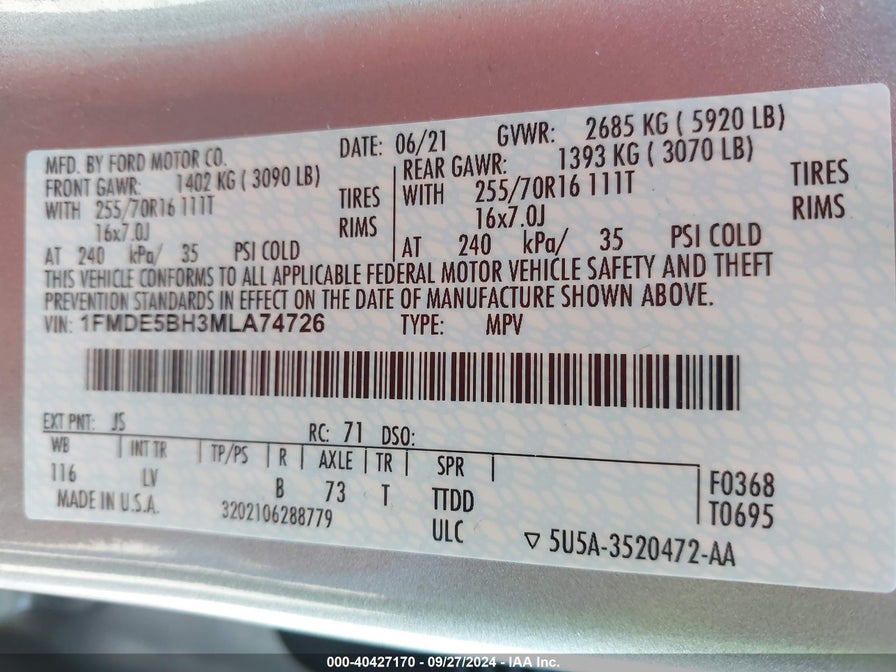 MFD. BY FORD MOTOR CO.
DATE: 06/21
GVWR: 2685 KG ( 5920 LB)
FRONT GAWR: 1402 KG ( 3090 LB)
REAR GAWR: 1393 KG ( 3070 LB)
WITH 255/70R16 111T TIRES
WITH 255/70R16 111T TIRES
16x7.0J RIMS
16x7.0J RIMS
AT 240 kPa/ 35 PSI COLD
AT 240 kPa/ 35 PSI COLD
THIS VEHICLE CONFORMS TO ALL APPLICABLE FEDERAL MOTOR VEHICLE SAFETY AND THEFT
PREVENTION STANDARDS IN EFFECT ON THE DATE OF MANUFACTURE SHOWN ABOVE.
VIN: 1FMDE5BH3MLA74726 TYPE: MPV
EXT PNT: JS RC: 71 DSO:
WB INT TR TP/PS R AXLE TR SPR
116 LV B 73 T TTDD F0368
MADE IN U.S.A. 3202106288779 ULC T0695
▽ 5U5A-3520472-AA
000-40427170 - 09/27/2024 - IAA Inc.